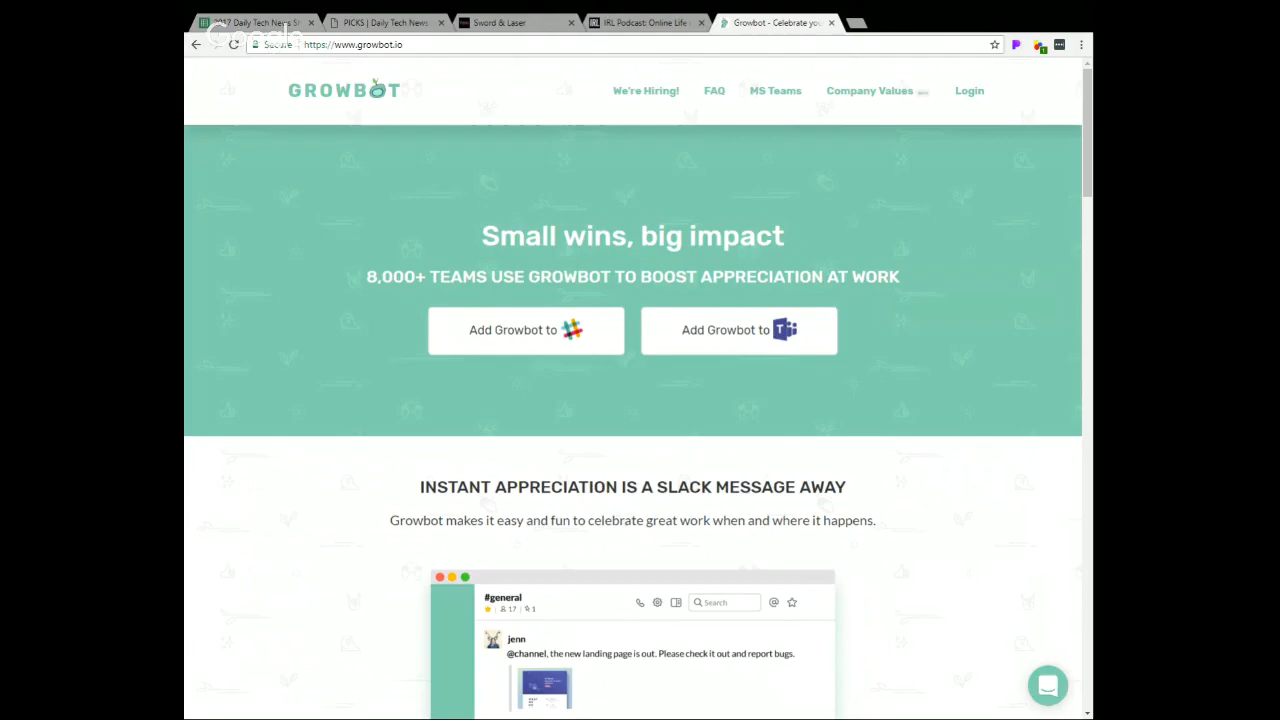 2017 Daily Tech News Sh
PICKS | Daily Tech News
Sword & Laser
IRL Podcast: Online Life
Growbot - Celebrate you
Google
Secure
https://www.growbot.io
GROWBOT
We're Hiring!
FAQ
MS Teams
Company Values
Login
Small wins, big impact
8,000+ TEAMS USE GROWBOT TO BOOST APPRECIATION AT WORK
Add Growbot to
Add Growbot to
INSTANT APPRECIATION IS A SLACK MESSAGE AWAY
Growbot makes it easy and fun to celebrate great work when and where it happens.
#general
17 | 1
Search
jenn
@channel, the new landing page is out. Please check it out and report bugs.